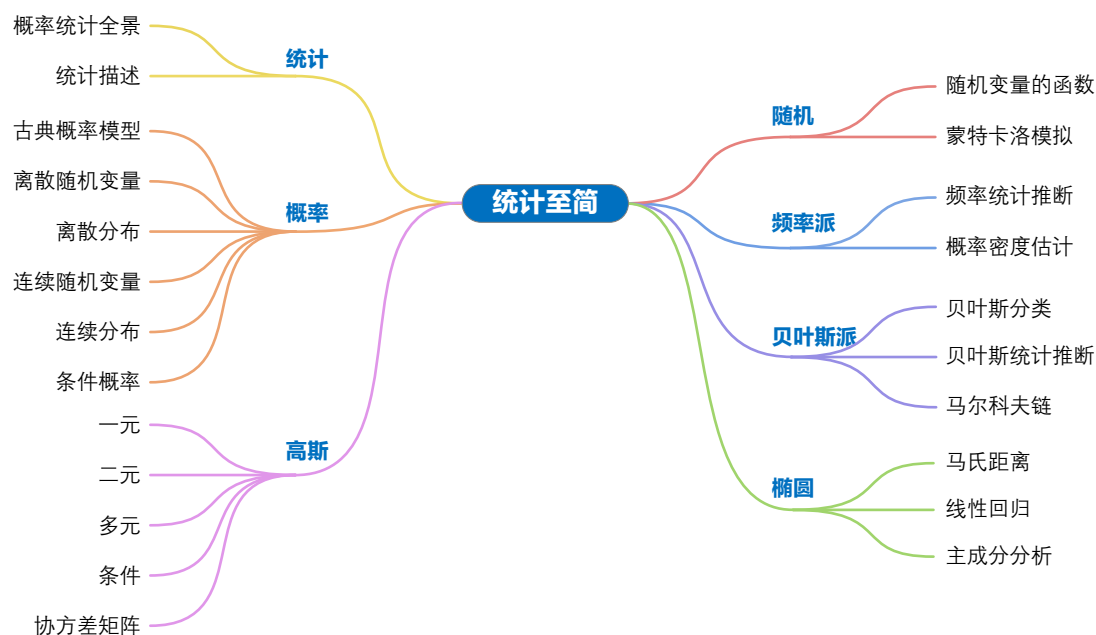 统计至简
统计
概率统计全景
统计描述
概率
古典概率模型
离散随机变量
离散分布
连续随机变量
连续分布
条件概率
高斯
一元
二元
多元
条件
协方差矩阵
随机
随机变量的函数
蒙特卡洛模拟
频率派
频率统计推断
概率密度估计
贝叶斯派
贝叶斯分类
贝叶斯统计推断
马尔科夫链
椭圆
马氏距离
线性回归
主成分分析